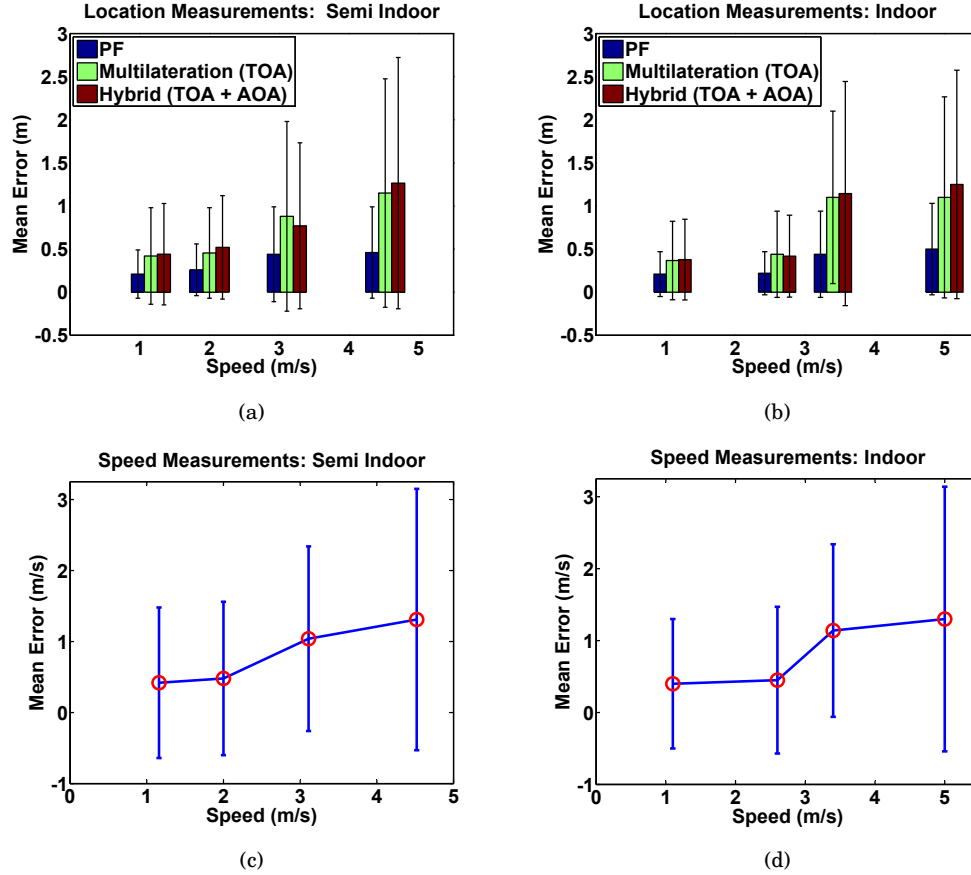 Location Measurements: Semi Indoor
3
2.5
2
1.5
1
0.5
0
-0.5
Mean Error (m)
PF
Multilateration (TOA)
Hybrid (TOA + AOA)
1 2 3 4 5
Speed (m/s)
(a)
Location Measurements: Indoor
3
2.5
2
1.5
1
0.5
0
-0.5
Mean Error (m)
PF
Multilateration (TOA)
Hybrid (TOA + AOA)
1 2 3 4 5
Speed (m/s)
(b)
Speed Measurements: Semi Indoor
3
2
1
0
-1
Mean Error (m/s)
0 1 2 3 4 5
Speed (m/s)
(c)
Speed Measurements: Indoor
3
2
1
0
-1
Mean Error (m/s)
0 1 2 3 4 5
Speed (m/s)
(d)